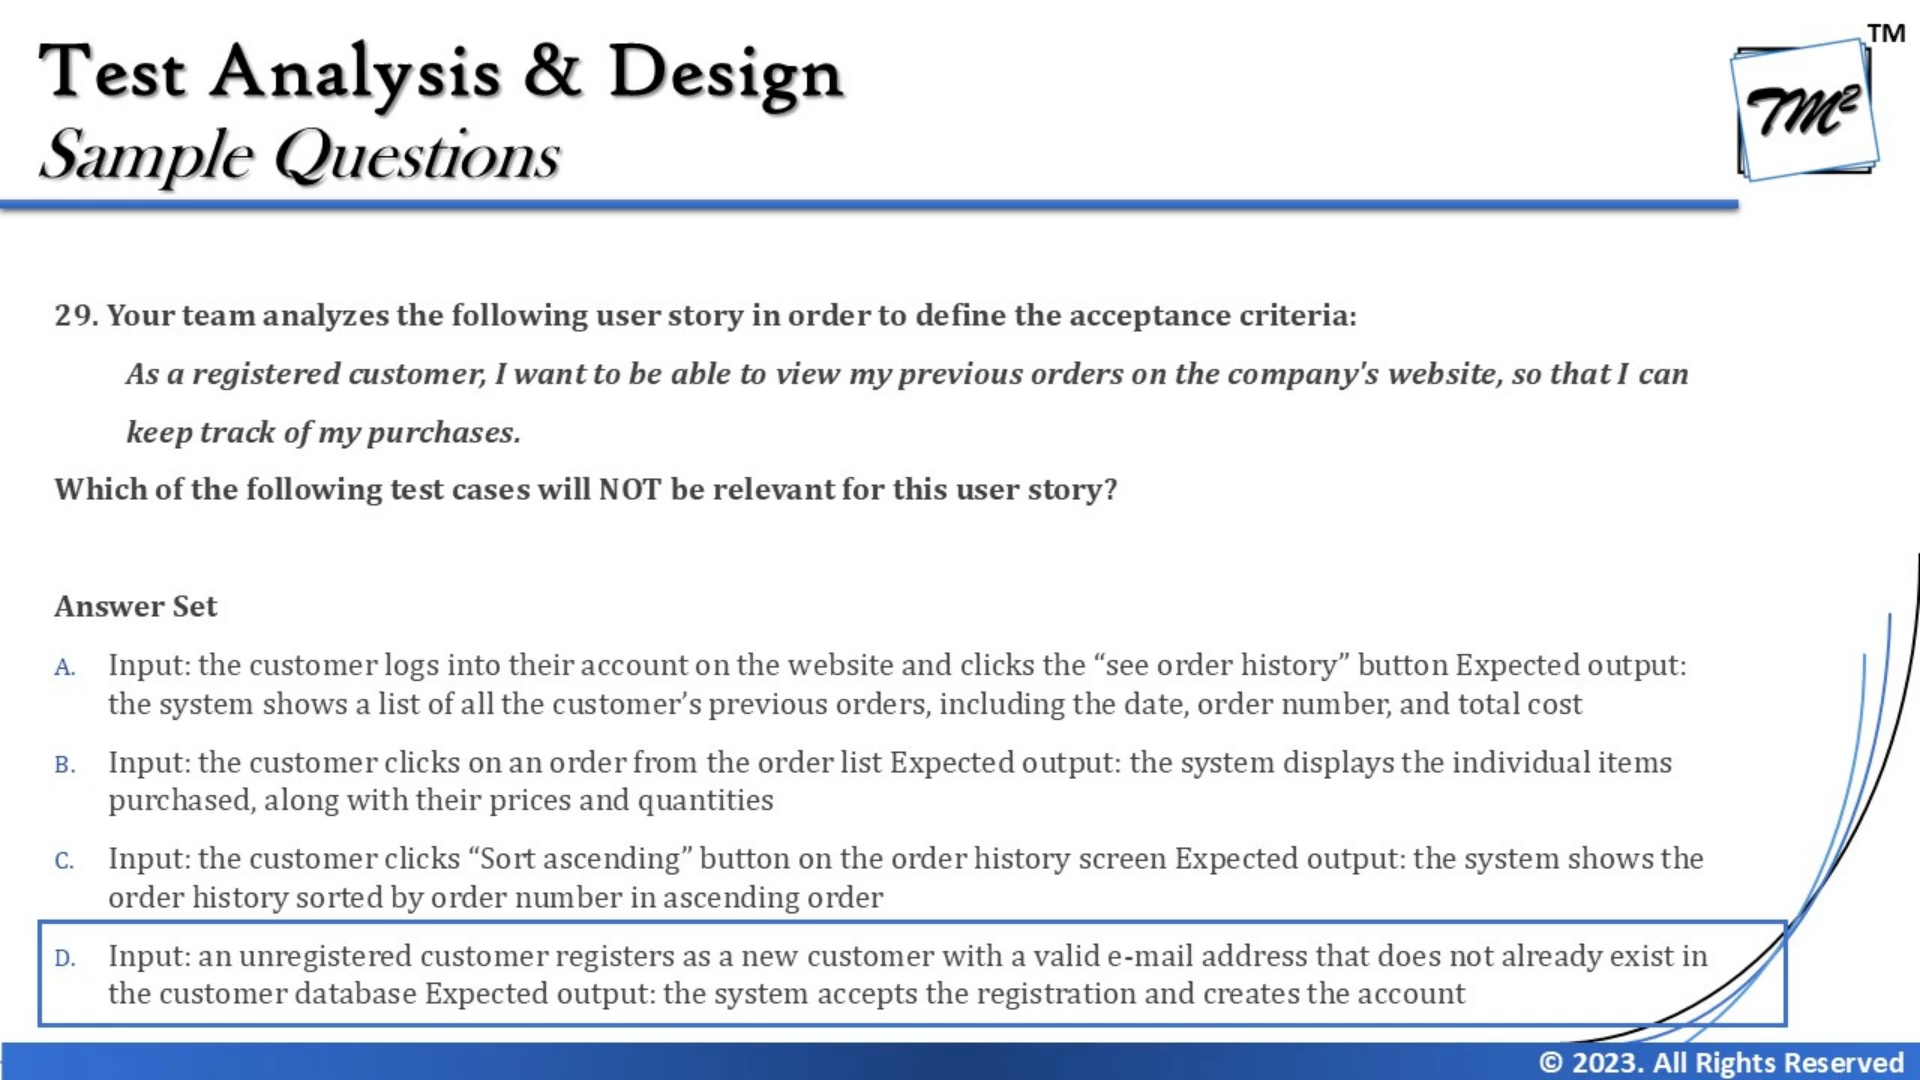 Test Analysis & Design
TM
TM²
Sample Questions
29. Your team analyzes the following user story in order to define the acceptance criteria:
As a registered customer, I want to be able to view my previous orders on the company's website, so that I can
keep track of my purchases.
Which of the following test cases will NOT be relevant for this user story?
Answer Set
A. Input: the customer logs into their account on the website and clicks the “see order history” button Expected output:
the system shows a list of all the customer’s previous orders, including the date, order number, and total cost
B. Input: the customer clicks on an order from the order list Expected output: the system displays the individual items
purchased, along with their prices and quantities
C. Input: the customer clicks “Sort ascending” button on the order history screen Expected output: the system shows the
order history sorted by order number in ascending order
D. Input: an unregistered customer registers as a new customer with a valid e-mail address that does not already exist in
the customer database Expected output: the system accepts the registration and creates the account
© 2023. All Rights Reserved